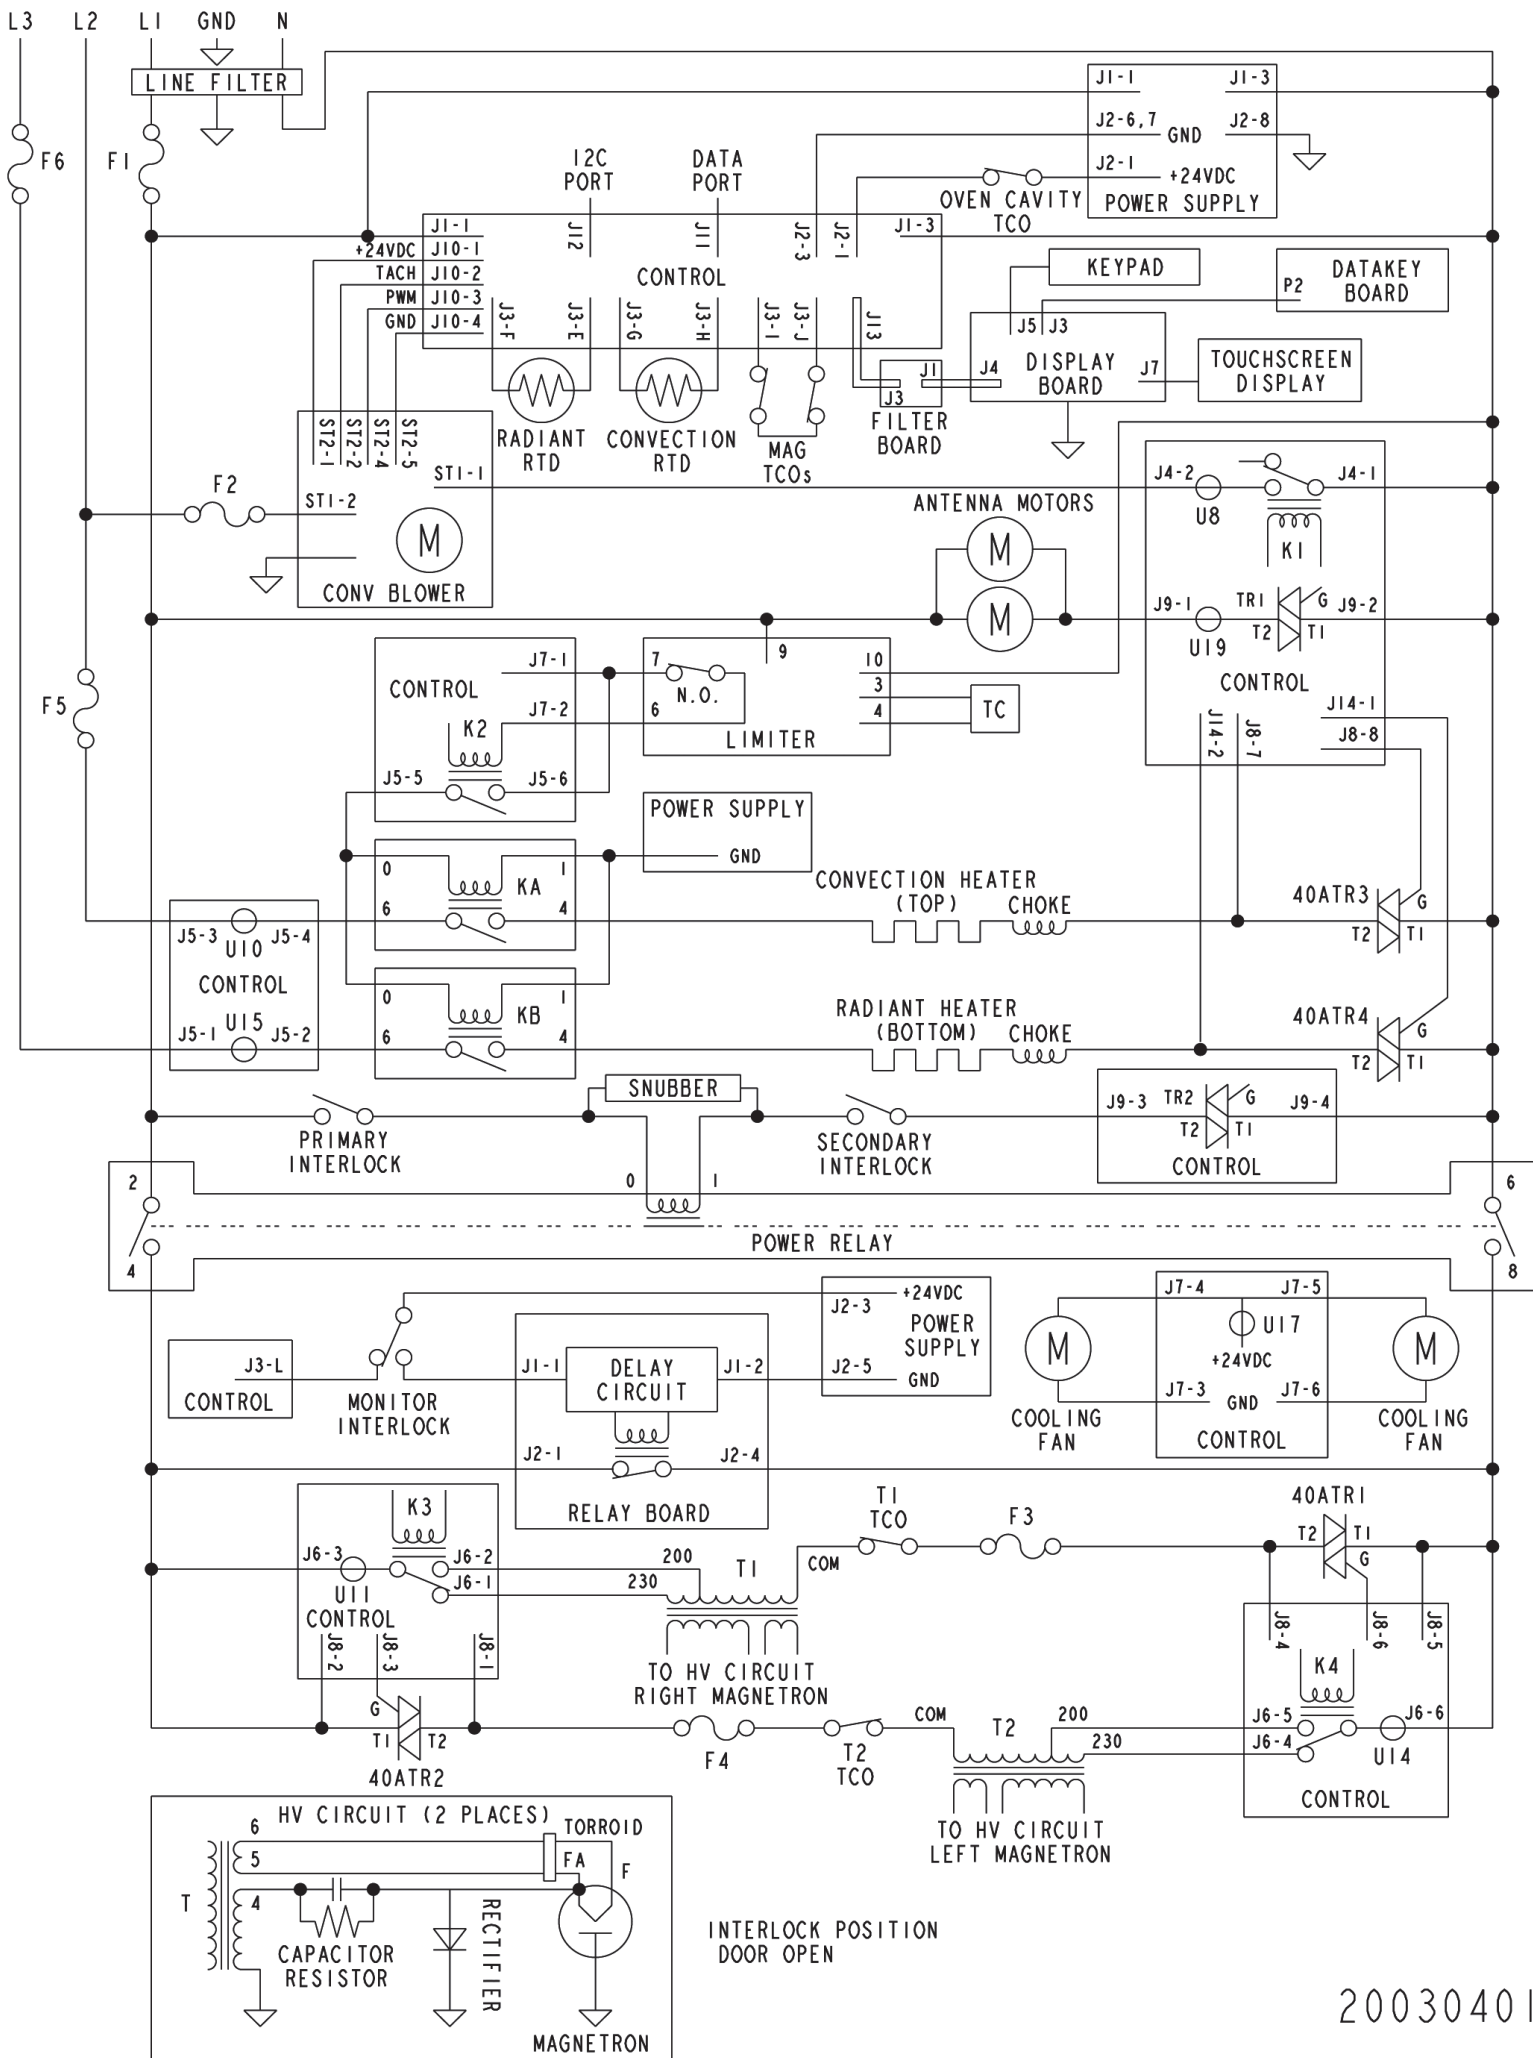 L3 L2 L1 GND N
LINE FILTER
F6
F1
J1-1 J1-3
J2-6,7 GND J2-8
J2-1 +24VDC
POWER SUPPLY
OVEN CAVITY
TCO
I2C
PORT
DATA
PORT
J1-1
J12
J11
J2-3
J2-1
J1-3
+24VDC J10-1
TACH J10-2
PWM J10-3
GND J10-4
CONTROL
J3-F
J3-E
J3-G
J3-H
J3-I
J3-J
J13
KEYPAD
P2
DATAKEY
BOARD
J5 J3
J4 DISPLAY
BOARD
J7
TOUCHSCREEN
DISPLAY
J1
J3
FILTER
BOARD
RADIANT
RTD
CONVECTION
RTD
MAG
TCOs
ST2-1
ST2-2
ST2-4
ST2-5
ST1-1
ST1-2
F2
M
CONV BLOWER
ANTENNA MOTORS
M
M
J4-2 J4-1
U8
K1
J9-1 TR1 G J9-2
U19 T2 T1
CONTROL
J14-1
J8-8
J14-2
J8-7
F5
J7-1
CONTROL
J7-2
K2
J5-5 J5-6
7
N.O.
6
9
10
3
4
LIMITER
TC
POWER SUPPLY
GND
0 1
KA
6 4
CONVECTION HEATER
(TOP)
CHOKE
40ATR3
G
T2 T1
J5-3 J5-4
U10
CONTROL
U15
J5-1 J5-2
0 1
KB
6 4
RADIANT HEATER
(BOTTOM)
CHOKE
40ATR4
G
T2 T1
SNUBBER
PRIMARY
INTERLOCK
SECONDARY
INTERLOCK
J9-3 TR2 G J9-4
T2 T1
CONTROL
2
0 1
6
POWER RELAY
4
8
J2-3
+24VDC
POWER
SUPPLY
J2-5 GND
J7-4 J7-5
U17
+24VDC
J7-3 GND J7-6
CONTROL
M
COOLING
FAN
M
COOLING
FAN
J3-L
CONTROL
MONITOR
INTERLOCK
J1-1 DELAY
CIRCUIT
J1-2
J2-1 J2-4
RELAY BOARD
K3
J6-3 J6-2
J6-1
U11
CONTROL
J8-2
J8-3
J8-1
200
230
T1
COM
T1
TCO
F3
40ATR1
T2 T1
G
TO HV CIRCUIT
RIGHT MAGNETRON
J8-4
J8-6
J8-5
K4
J6-5 J6-6
J6-4
U14
CONTROL
G
T1 T2
40ATR2
F4
T2
TCO
COM
T2
200
230
TO HV CIRCUIT
LEFT MAGNETRON
HV CIRCUIT (2 PLACES)
6
5
4
T
TORROID
FA
F
CAPACITOR
RESISTOR
RECTIFIER
MAGNETRON
INTERLOCK POSITION
DOOR OPEN
20030401